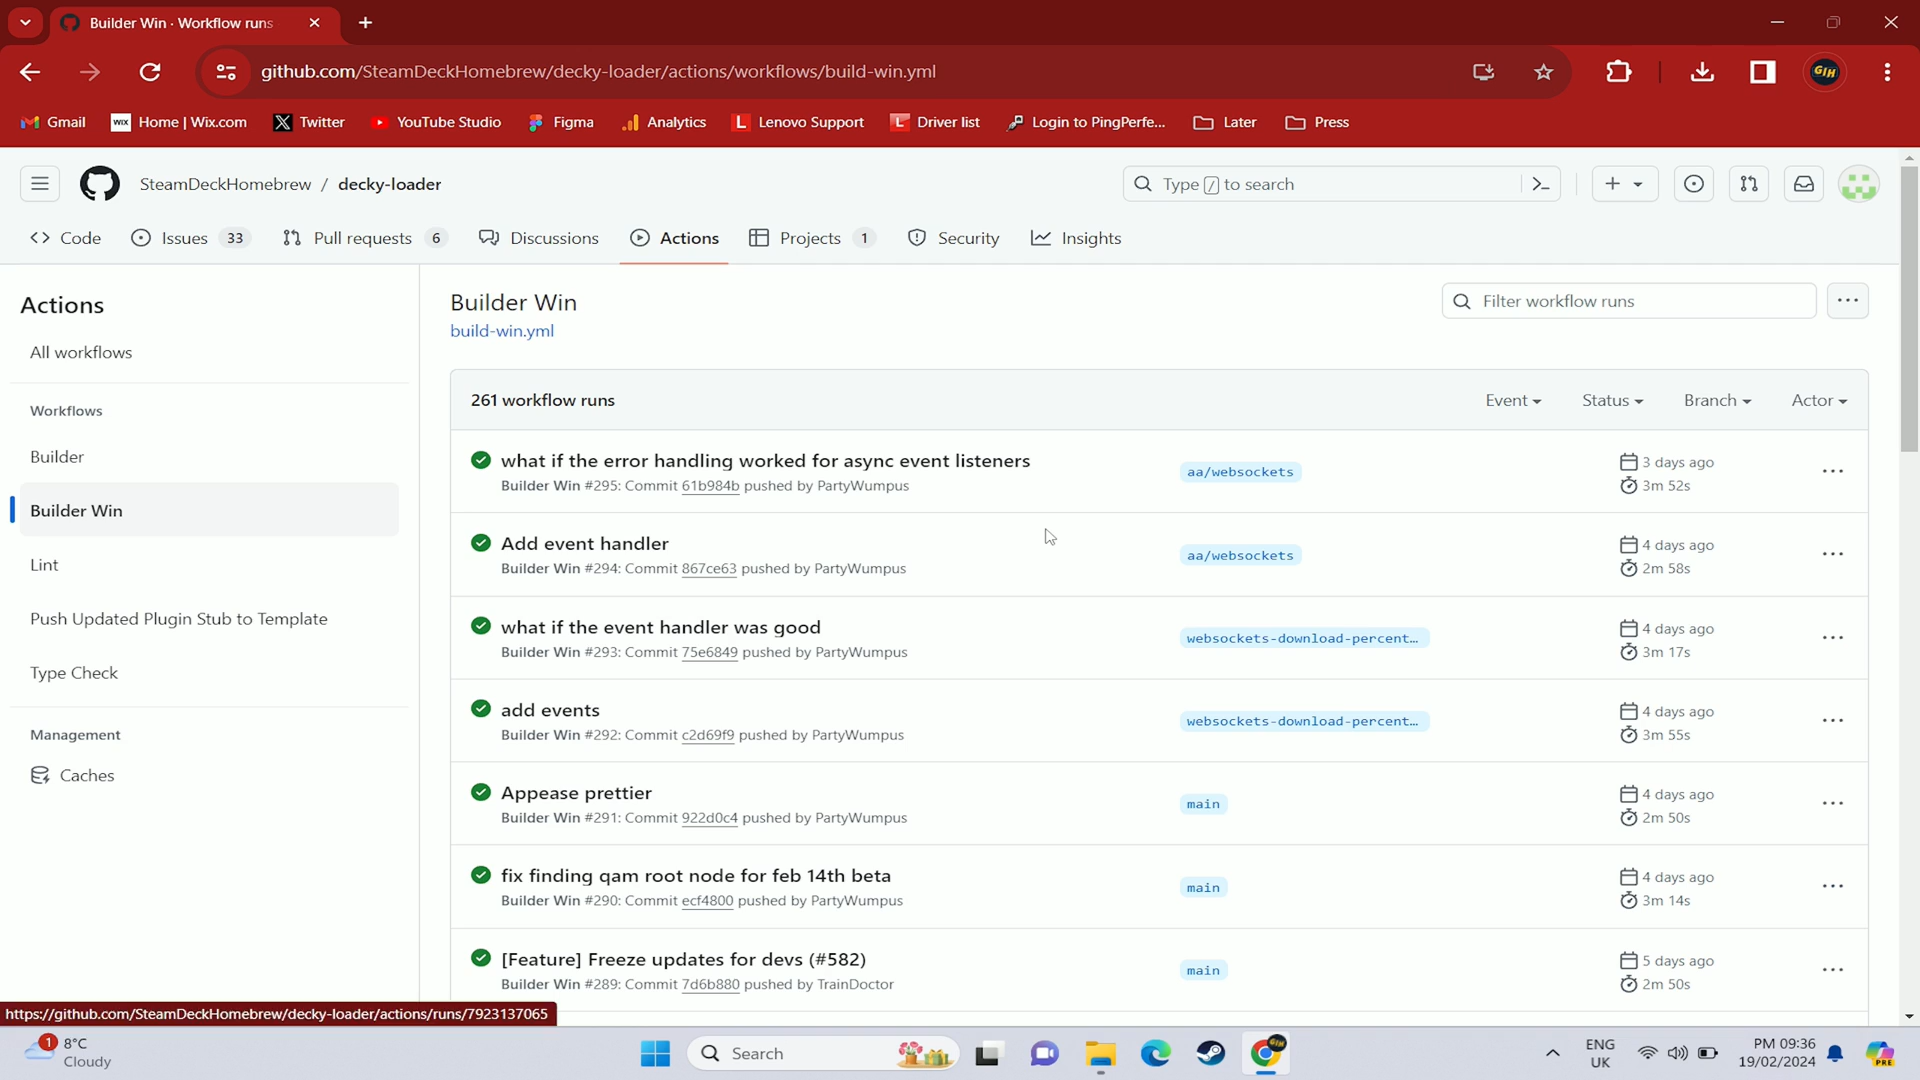 Builder Win · Workflow runs
github.com/SteamDeckHomebrew/decky-loader/actions/workflows/build-win.yml
GIH
Gmail
WIX Home | Wix.com
Twitter
YouTube Studio
Figma
Analytics
L Lenovo Support
L Driver list
Login to PingPerfe...
Later
Press
SteamDeckHomebrew / decky-loader
Type / to search
Code
Issues 33
Pull requests 6
Discussions
Actions
Projects 1
Security
Insights
Actions
All workflows
Workflows
Builder
Builder Win
Lint
Push Updated Plugin Stub to Template
Type Check
Management
Caches
Builder Win
build-win.yml
Filter workflow runs
261 workflow runs
Event
Status
Branch
Actor
what if the error handling worked for async event listeners
Builder Win #295: Commit 61b984b pushed by PartyWumpus
aa/websockets
3 days ago
3m 52s
Add event handler
Builder Win #294: Commit 867ce63 pushed by PartyWumpus
aa/websockets
4 days ago
2m 58s
what if the event handler was good
Builder Win #293: Commit 75e6849 pushed by PartyWumpus
websockets-download-percent…
4 days ago
3m 17s
add events
Builder Win #292: Commit c2d69f9 pushed by PartyWumpus
websockets-download-percent…
4 days ago
3m 55s
Appease prettier
Builder Win #291: Commit 922d0c4 pushed by PartyWumpus
main
4 days ago
2m 50s
fix finding qam root node for feb 14th beta
Builder Win #290: Commit ecf4800 pushed by PartyWumpus
main
4 days ago
3m 14s
[Feature] Freeze updates for devs (#582)
Builder Win #289: Commit 7d6b880 pushed by TrainDoctor
main
5 days ago
2m 50s
https://github.com/SteamDeckHomebrew/decky-loader/actions/runs/7923137065
1
8°C
Cloudy
Search
GIH
ENG
UK
PM 09:36
19/02/2024
PRE